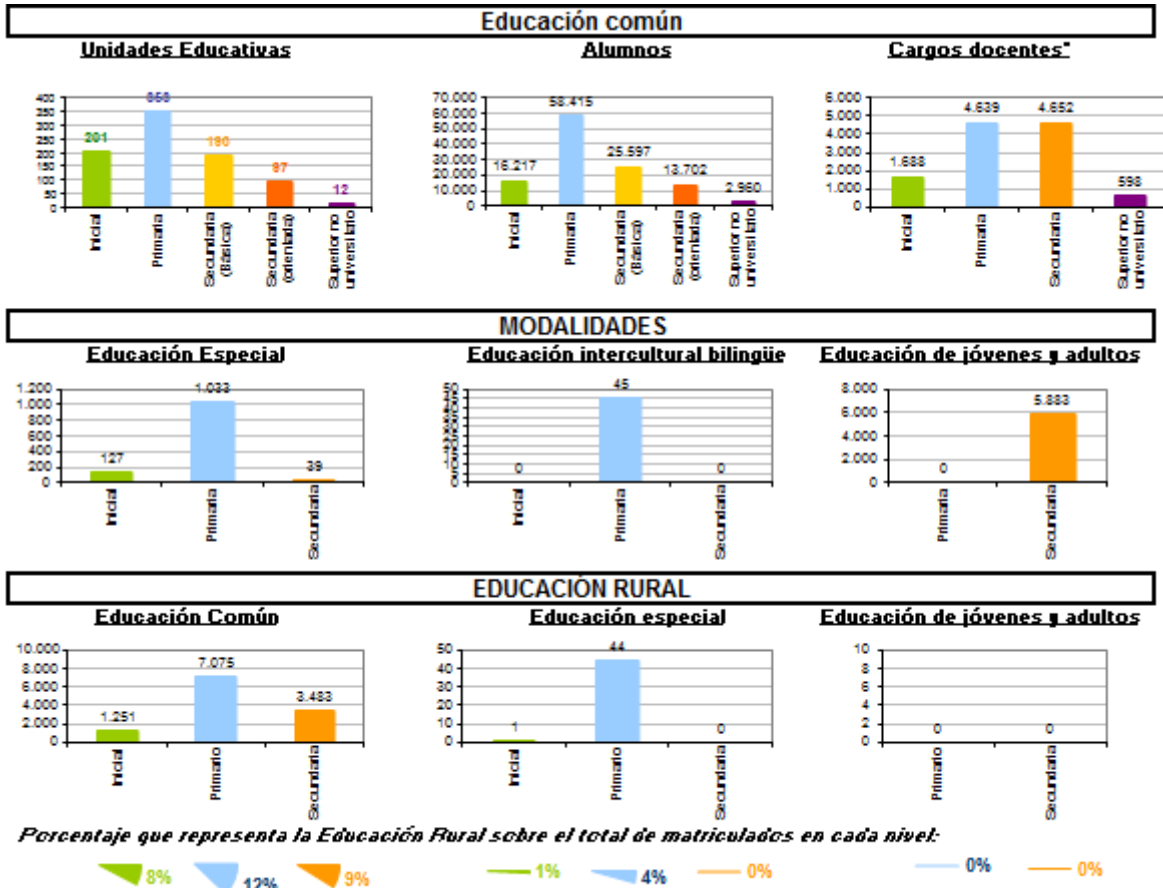 Educación común
Unidades Educativas
400
350
300
250
200
150
100
50
0
201
353
190
97
12
Inicial
Primaria
Secundaria (Básica)
Secundaria (orientada)
Superior no universitario
Alumnos
70.000
60.000
50.000
40.000
30.000
20.000
10.000
0
16.217
58.415
25.597
13.702
2.960
Inicial
Primaria
Secundaria (Básica)
Secundaria (orientada)
Superior no universitario
Cargos docentes*
6.000
5.000
4.000
3.000
2.000
1.000
0
1.688
4.639
4.652
598
Inicial
Primaria
Secundaria
Superior no universitario
MODALIDADES
Educación Especial
1.200
1.000
800
600
400
200
0
127
1.033
39
Inicial
Primaria
Secundaria
Educación intercultural bilingüe
50
45
40
35
30
25
20
15
10
5
0
0
45
0
Inicial
Primaria
Secundaria
Educación de jóvenes y adultos
8.000
6.000
4.000
2.000
0
0
5.883
Primaria
Secundaria
EDUCACIÓN RURAL
Educación Común
10.000
8.000
6.000
4.000
2.000
0
1.251
7.075
3.483
Inicial
Primario
Secundaria
Educación especial
50
40
30
20
10
0
1
44
0
Inicial
Primario
Secundaria
Educación de jóvenes y adultos
10
8
6
4
2
0
0
0
Primario
Secundaria
Porcentaje que representa la Educación Rural sobre el total de matriculados en cada nivel:
8%
12%
9%
1%
4%
0%
0%
0%